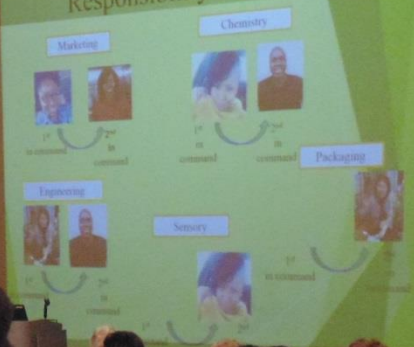 Responsibility
Marketing
Chemistry
1st
in command
2nd
in
command
1st
in
command
2nd
in
command
Packaging
1st
in command
command
Engineering
1st
2nd
in
command
Sensory
1st
2nd